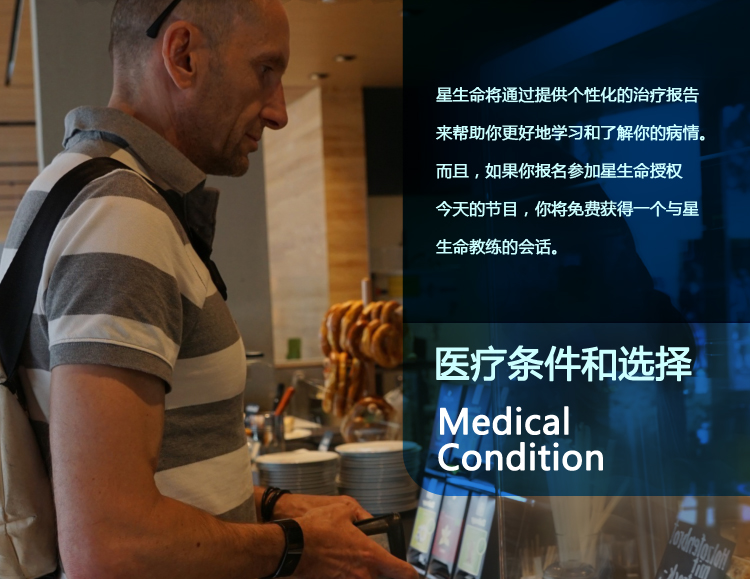 星生命将通过提供个性化的治疗报告
来帮助你更好地学习和了解你的病情。
而且，如果你报名参加星生命授权
今天的节目，你将免费获得一个与星
生命教练的会话。
医疗条件和选择
Medical
Condition